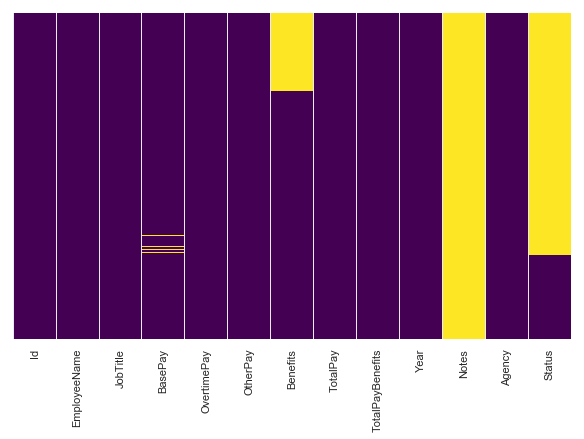 Id
EmployeeName
JobTitle
BasePay
OvertimePay
OtherPay
Benefits
TotalPay
TotalPayBenefits
Year
Notes
Agency
Status